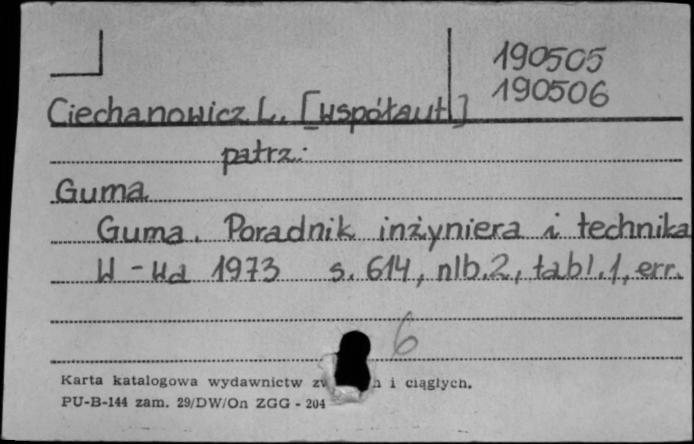 190505
190506
Ciechanowicz L. [współaut]
patrz:
Guma
Guma. Poradnik inżyniera i technika
W-wa 1973 s. 614, nlb. 2, tabl. 1, err.
6
Karta katalogowa wydawnictw i ciągłych.
PU-B-144 zam. 29/DW/On ZGG - 204